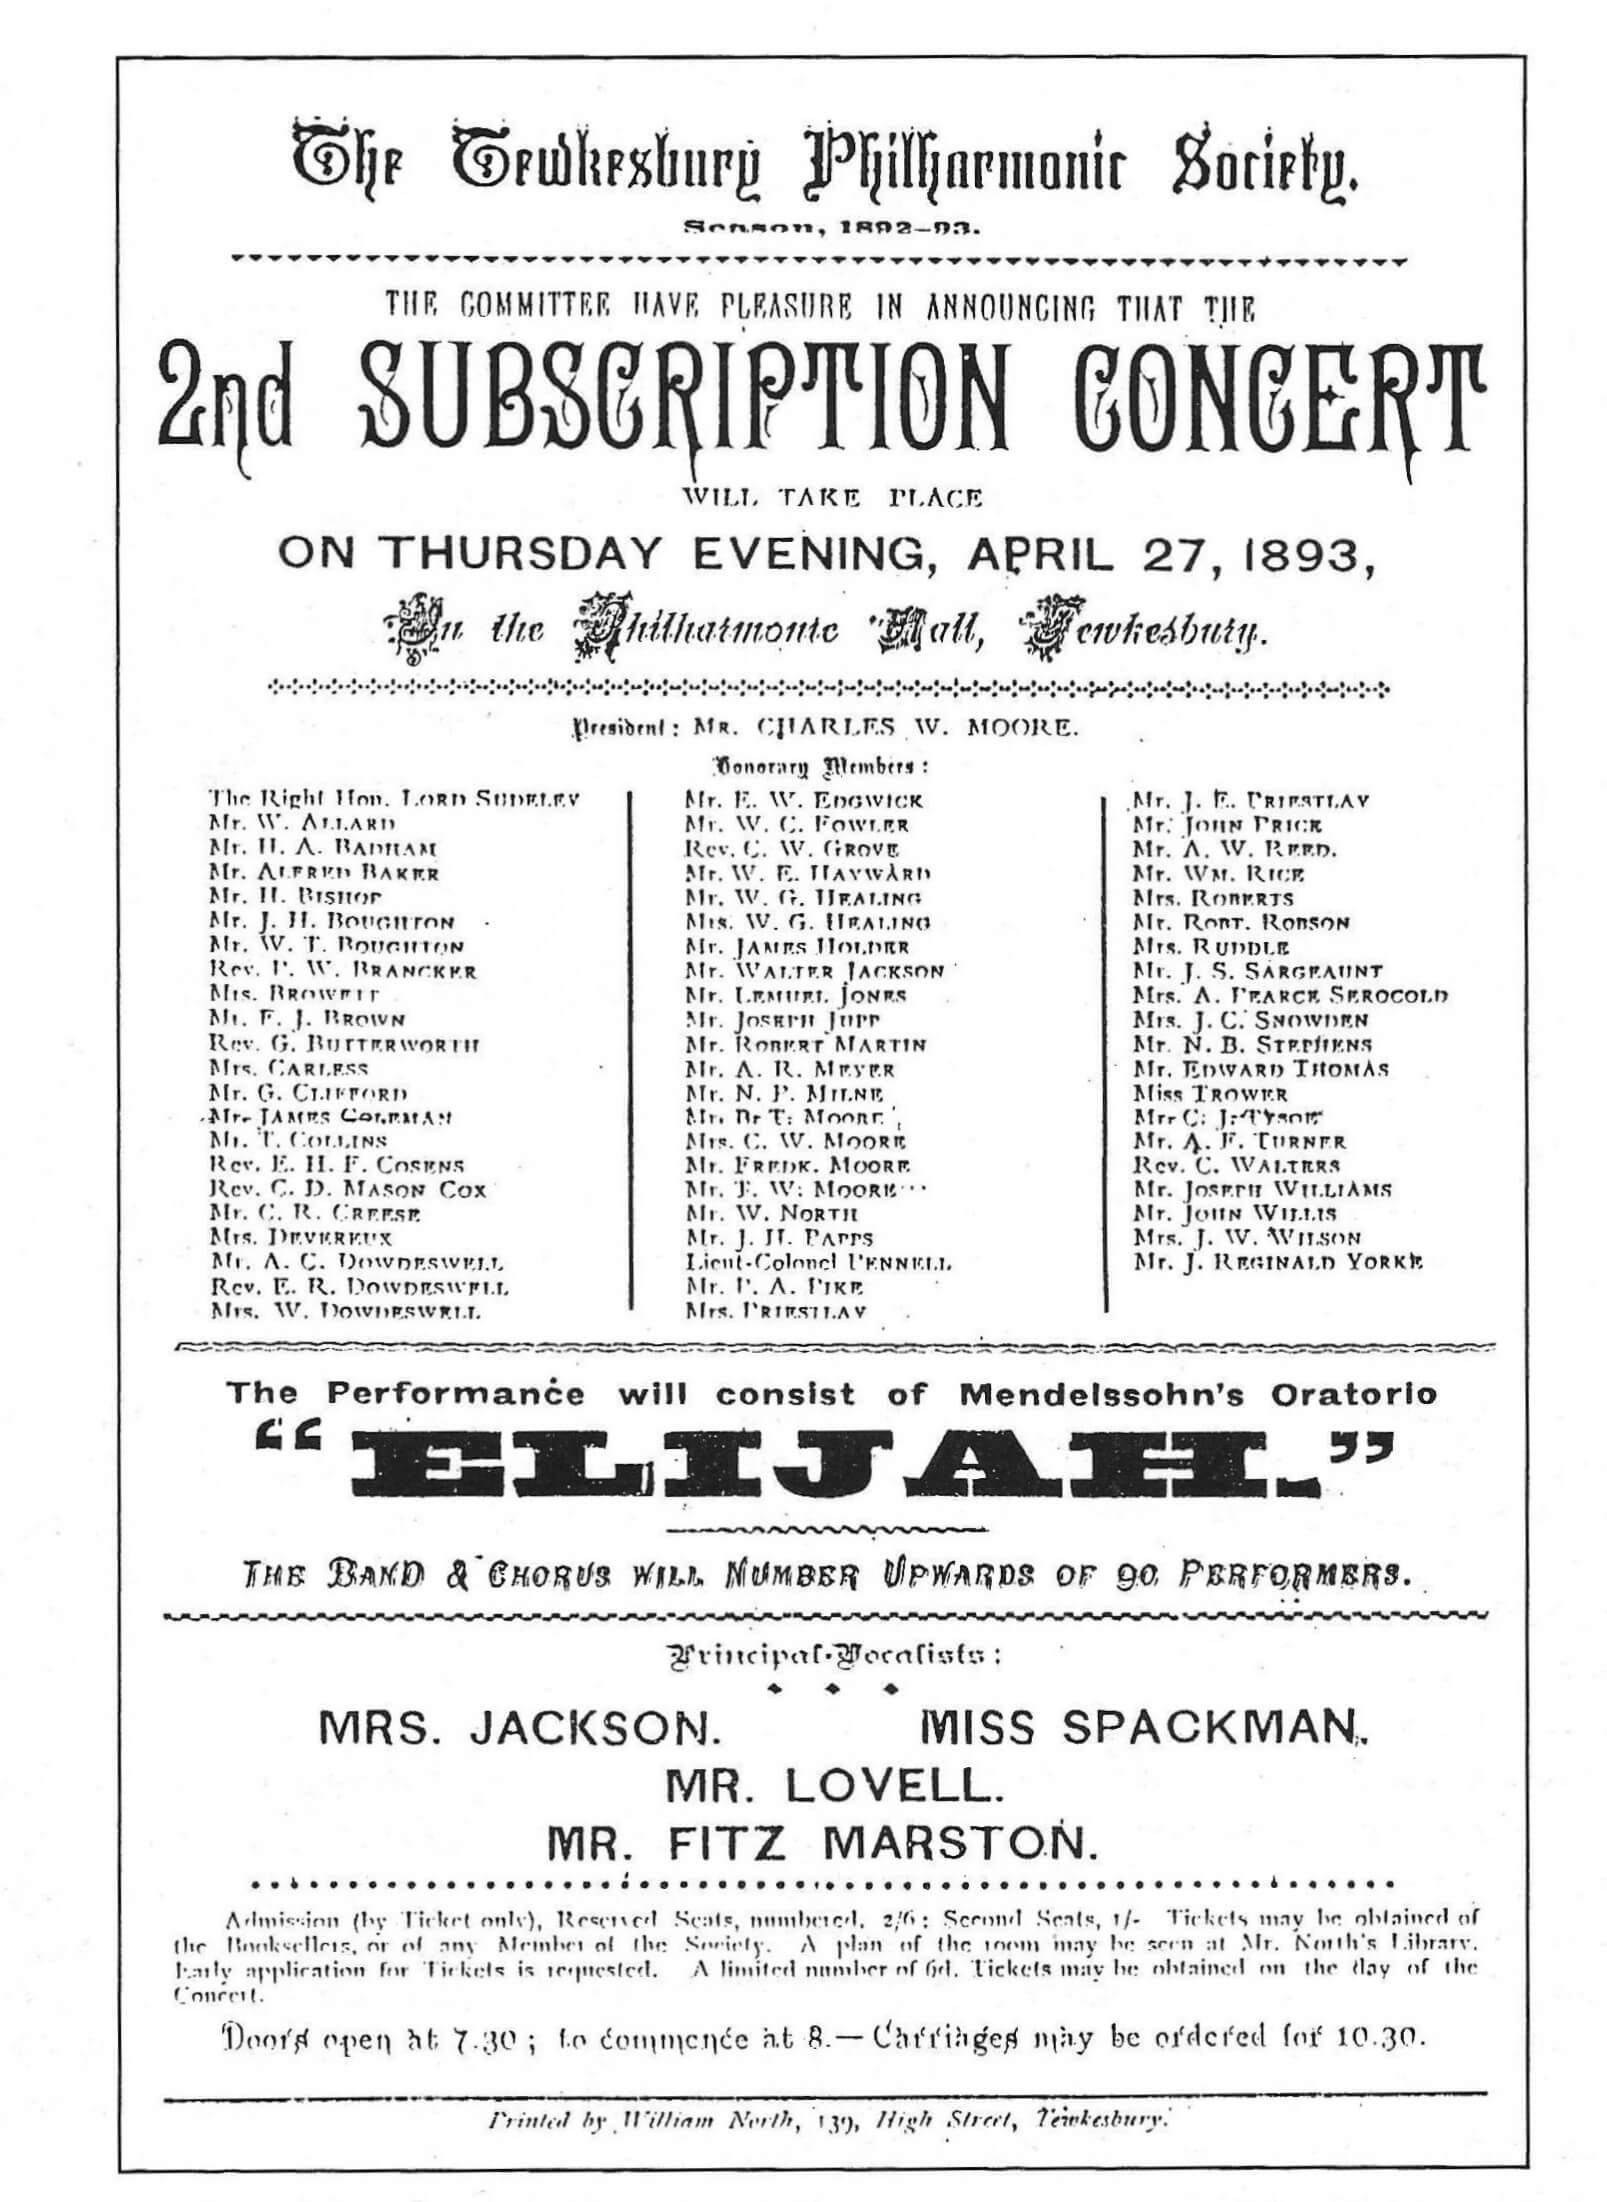 The Tewkesbury Philharmonic Society.
Season, 1892-93.
THE COMMITTEE HAVE PLEASURE IN ANNOUNCING THAT THE
2nd SUBSCRIPTION CONCERT
WILL TAKE PLACE
ON THURSDAY EVENING, APRIL 27, 1893,
In the Philharmonic Hall, Tewkesbury.
President: MR. CHARLES W. MOORE.
Honorary Members:
The Right Hon. LORD SUDELEY
Mr. W. ALLARD
Mr. H. A. BADHAM
Mr. ALFRED BAKER
Mr. H. BISHOP
Mr. J. H. BOUGHTON
Mr. W. T. BOUGHTON
Rev. P. W. BRANCKER
Mrs. BROWETT
Mr. F. J. BROWN
Rev. G. BUTTERWORTH
Mrs. CARLESS
Mr. G. CLIFFORD
Mr. JAMES COLEMAN
Mr. T. COLLINS
Rev. E. H. F. COSENS
Rev. C. D. MASON COX
Mr. C. R. CREESE
Mrs. DEVEREUX
Mr. A. C. DOWDESWELL
Rev. E. R. DOWDESWELL
Mrs. W. DOWDESWELL
Mr. E. W. EDGWICK
Mr. W. C. FOWLER
Rev. C. W. GROVE
Mr. W. E. HAYWARD
Mr. W. G. HEALING
Mrs. W. G. HEALING
Mr. JAMES HOLDER
Mr. WALTER JACKSON
Mr. LEMUEL JONES
Mr. JOSEPH JUPP
Mr. ROBERT MARTIN
Mr. A. R. MEYER
Mr. N. P. MILNE
Mr. B. T. MOORE
Mrs. C. W. MOORE
Mr. FREDK. MOORE
Mr. T. W. MOORE
Mr. W. NORTH
Mr. J. H. PAPPS
Lieut-Colonel PENNELL
Mr. P. A. PIKE
Mrs. PRIESTLAY
Mr. J. E. PRIESTLAY
Mr. JOHN PRICE
Mr. A. W. REED.
Mr. WM. RICE
Mrs. ROBERTS
Mr. ROBT. ROBSON
Mrs. RUDDLE
Mr. J. S. SARGEAUNT
Mrs. A. PEARCE SEROCOLD
Mrs. J. C. SNOWDEN
Mr. N. B. STEPHENS
Mr. EDWARD THOMAS
Miss TROWER
Mr. C. J. TYSOE
Mr. A. F. TURNER
Rev. C. WALTERS
Mr. JOSEPH WILLIAMS
Mr. JOHN WILLIS
Mrs. J. W. WILSON
Mr. J. REGINALD YORKE
The Performance will consist of Mendelssohn's Oratorio
"ELIJAH."
THE BAND & CHORUS WILL NUMBER UPWARDS OF 90 PERFORMERS.
Principal Vocalists:
MRS. JACKSON. MISS SPACKMAN.
MR. LOVELL.
MR. FITZ MARSTON.
Admission (by Ticket only), Reserved Seats, numbered, 2/6; Second Seats, 1/- Tickets may be obtained of
the Booksellers, or of any Member of the Society. A plan of the room may be seen at Mr. North's Library.
Early application for Tickets is requested. A limited number of 6d. Tickets may be obtained on the day of the
Concert.
Doors open at 7.30; to commence at 8.—Carriages may be ordered for 10.30.
Printed by William North, 139, High Street, Tewkesbury.